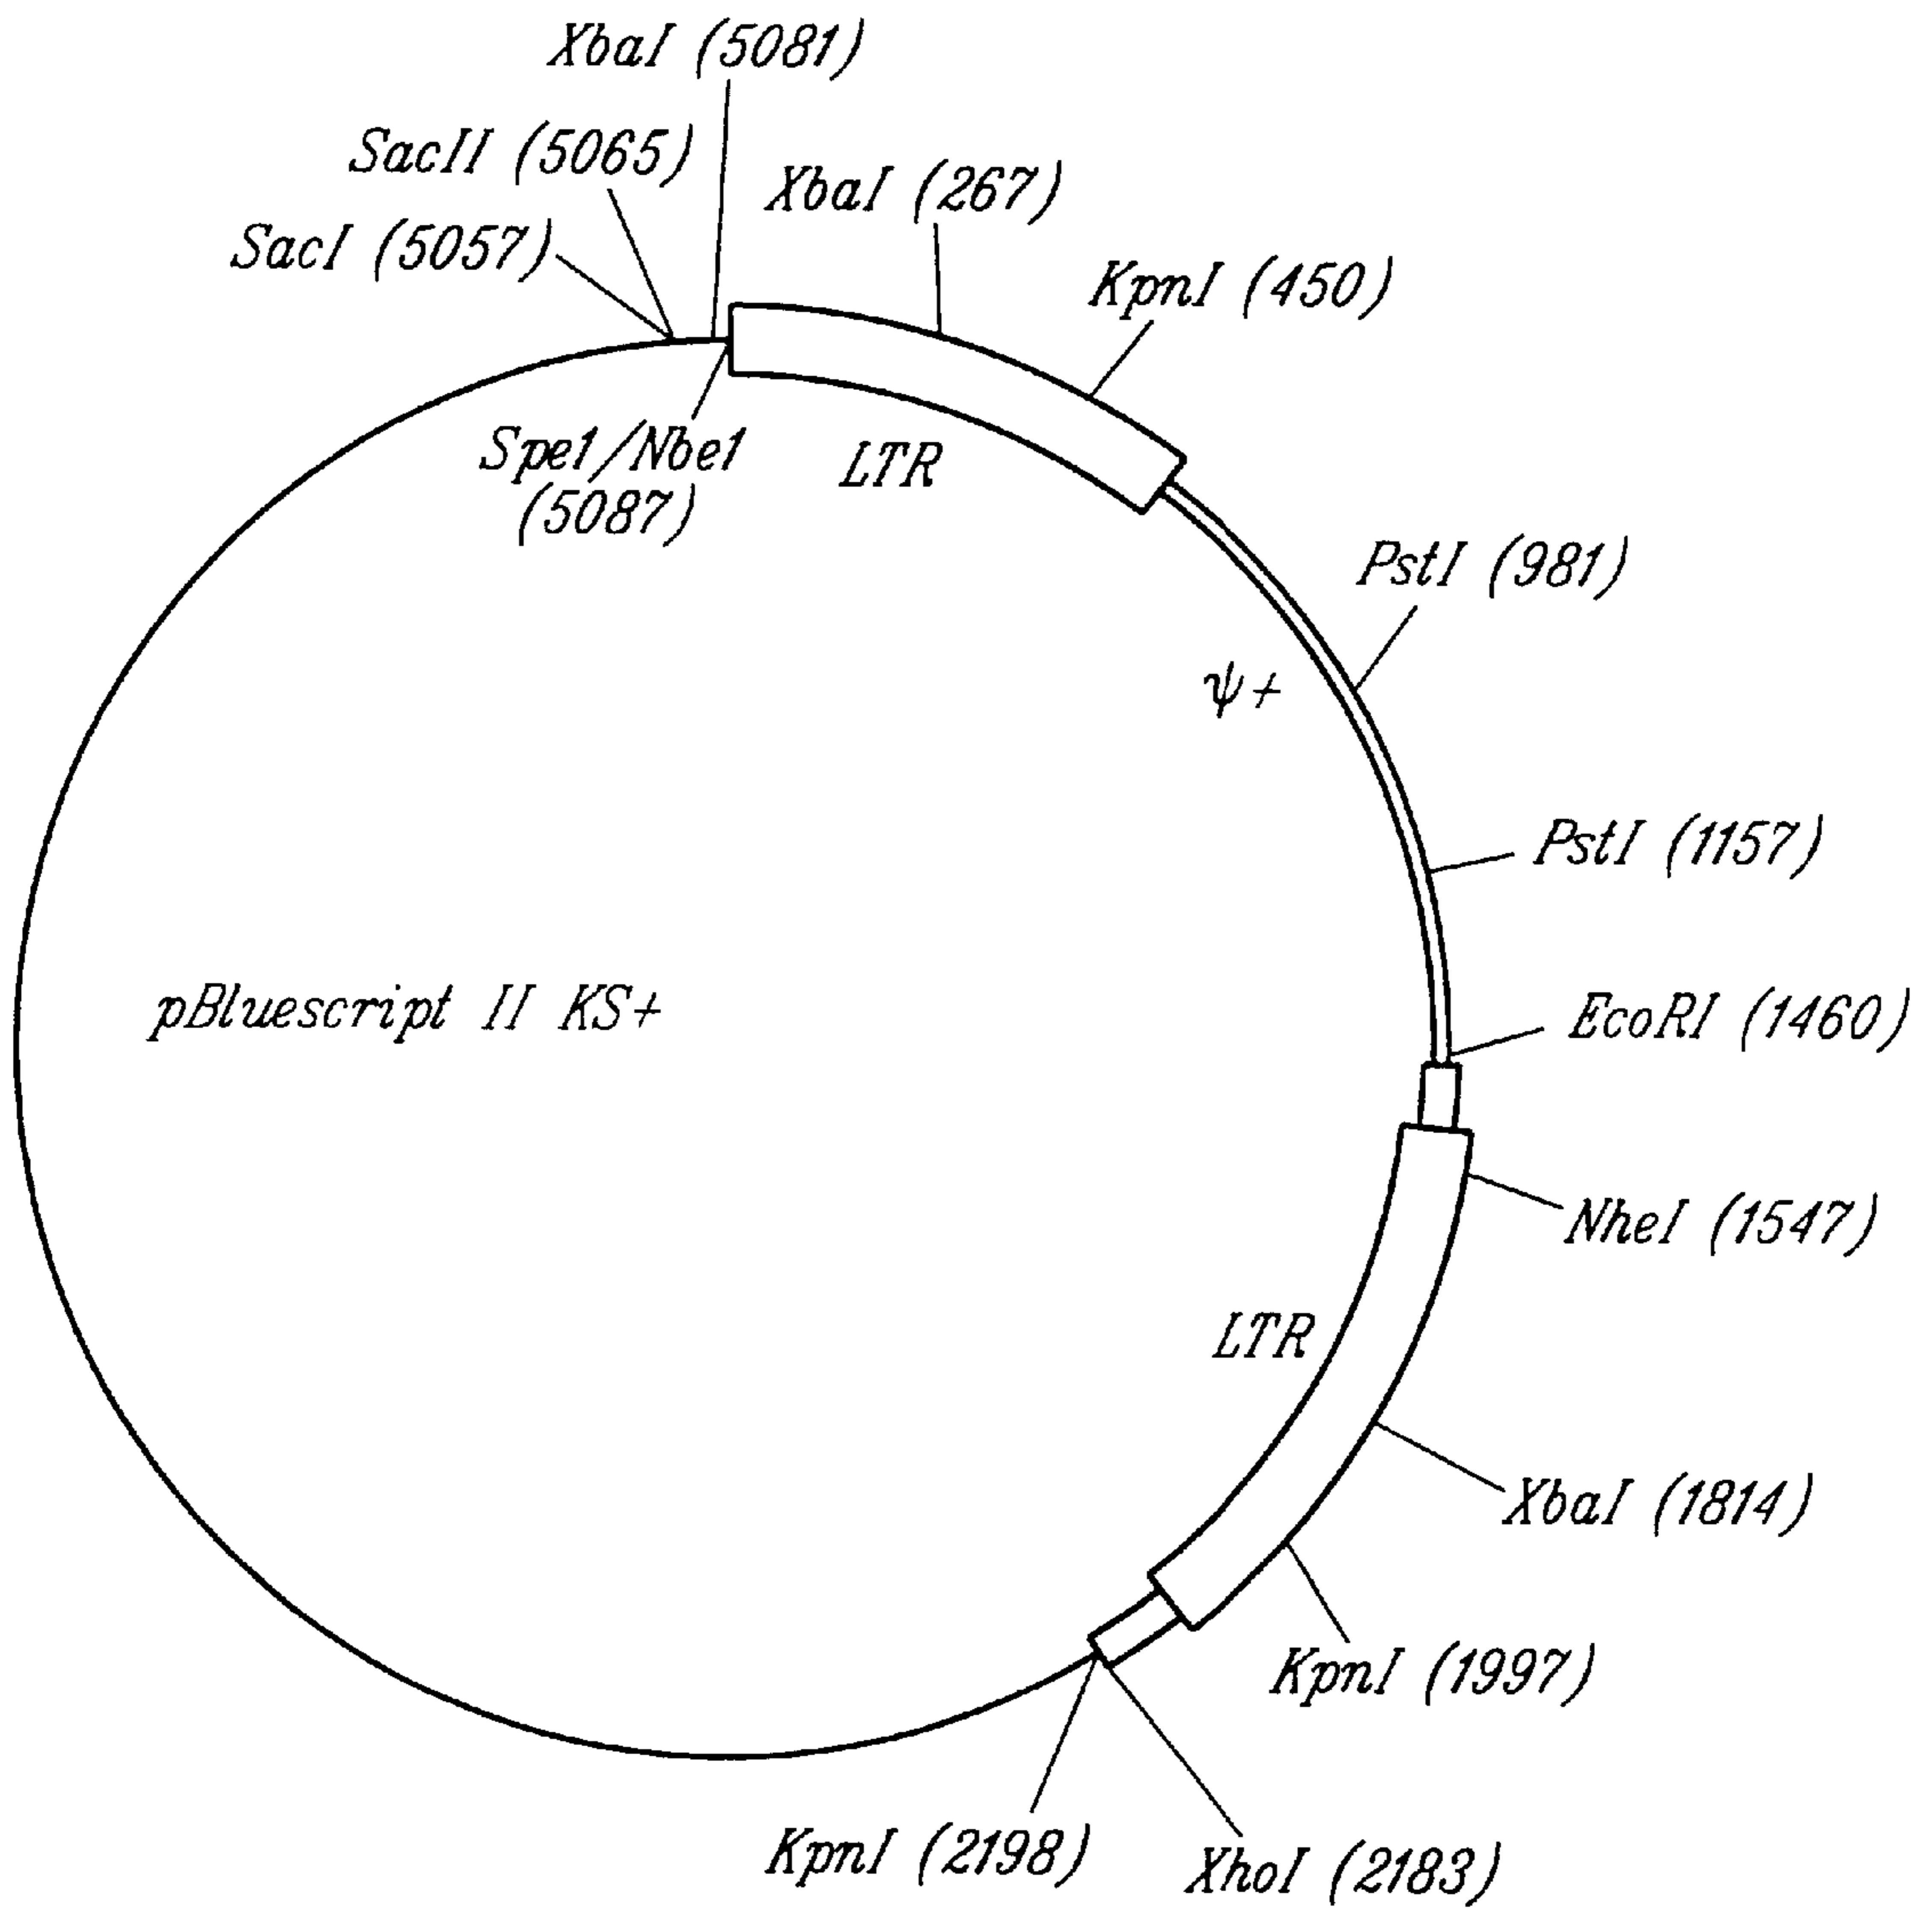 XbaI (5081)
SacII (5065)
XbaI (267)
SacI (5057)
KpnI (450)
Spe1/Nbe1
(5087)
LTR
PstI (981)
ψ+
PstI (1157)
pBluescript II KS+
EcoRI (1460)
NheI (1547)
LTR
XbaI (1814)
KpnI (1997)
KpnI (2198)
XhoI (2183)